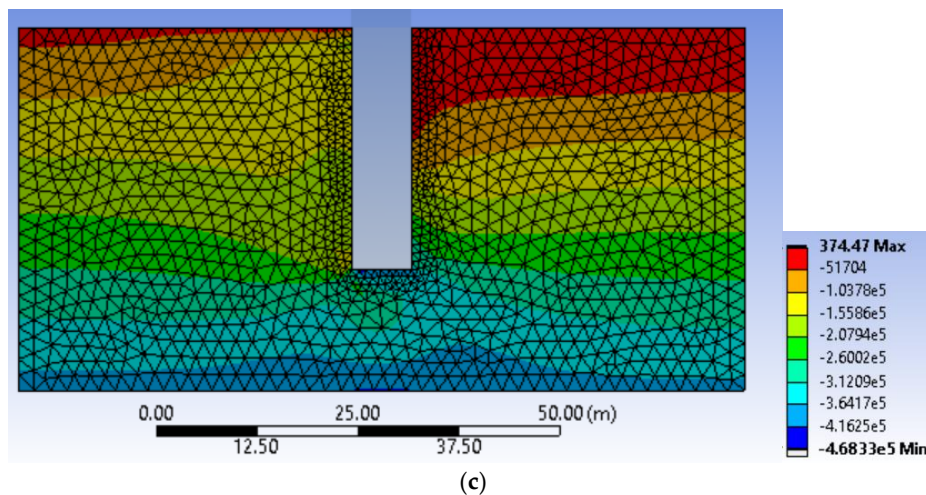 374.47 Max
-51704
-1.0378e5
-1.5586e5
-2.0794e5
-2.6002e5
-3.1209e5
-3.6417e5
-4.1625e5
-4.6833e5 Min
0.00 25.00 50.00 (m)
12.50 37.50
(c)